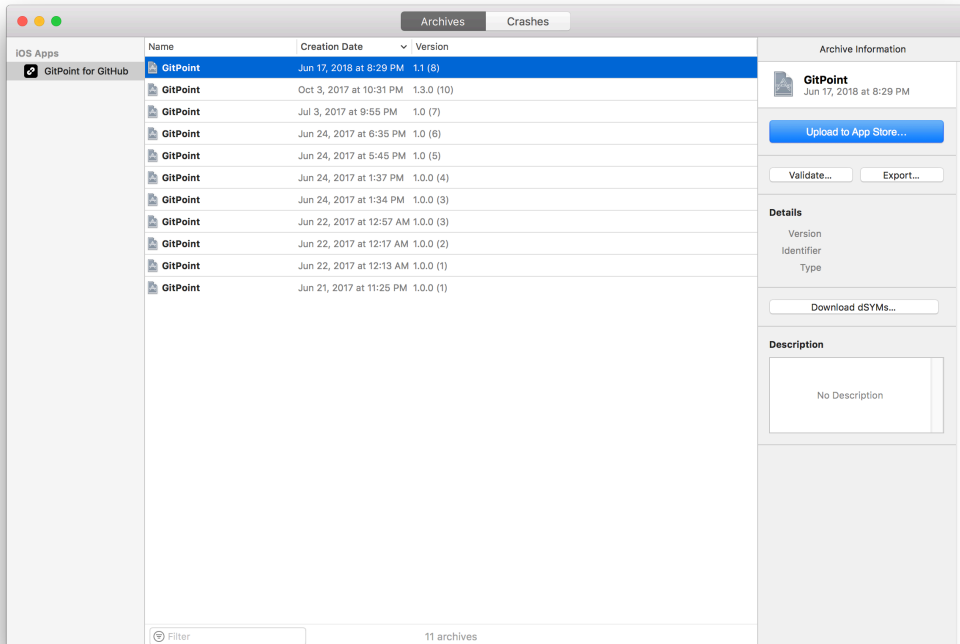 Archives Crashes
iOS Apps
GitPoint for GitHub
Name Creation Date Version
GitPoint Jun 17, 2018 at 8:29 PM 1.1 (8)
GitPoint Oct 3, 2017 at 10:31 PM 1.3.0 (10)
GitPoint Jul 3, 2017 at 9:55 PM 1.0 (7)
GitPoint Jun 24, 2017 at 6:35 PM 1.0 (6)
GitPoint Jun 24, 2017 at 5:45 PM 1.0 (5)
GitPoint Jun 24, 2017 at 1:37 PM 1.0.0 (4)
GitPoint Jun 24, 2017 at 1:34 PM 1.0.0 (3)
GitPoint Jun 22, 2017 at 12:57 AM 1.0.0 (3)
GitPoint Jun 22, 2017 at 12:17 AM 1.0.0 (2)
GitPoint Jun 22, 2017 at 12:13 AM 1.0.0 (1)
GitPoint Jun 21, 2017 at 11:25 PM 1.0.0 (1)
Filter
11 archives
Archive Information
GitPoint
Jun 17, 2018 at 8:29 PM
Upload to App Store...
Validate... Export...
Details
Version
Identifier
Type
Download dSYMs...
Description
No Description